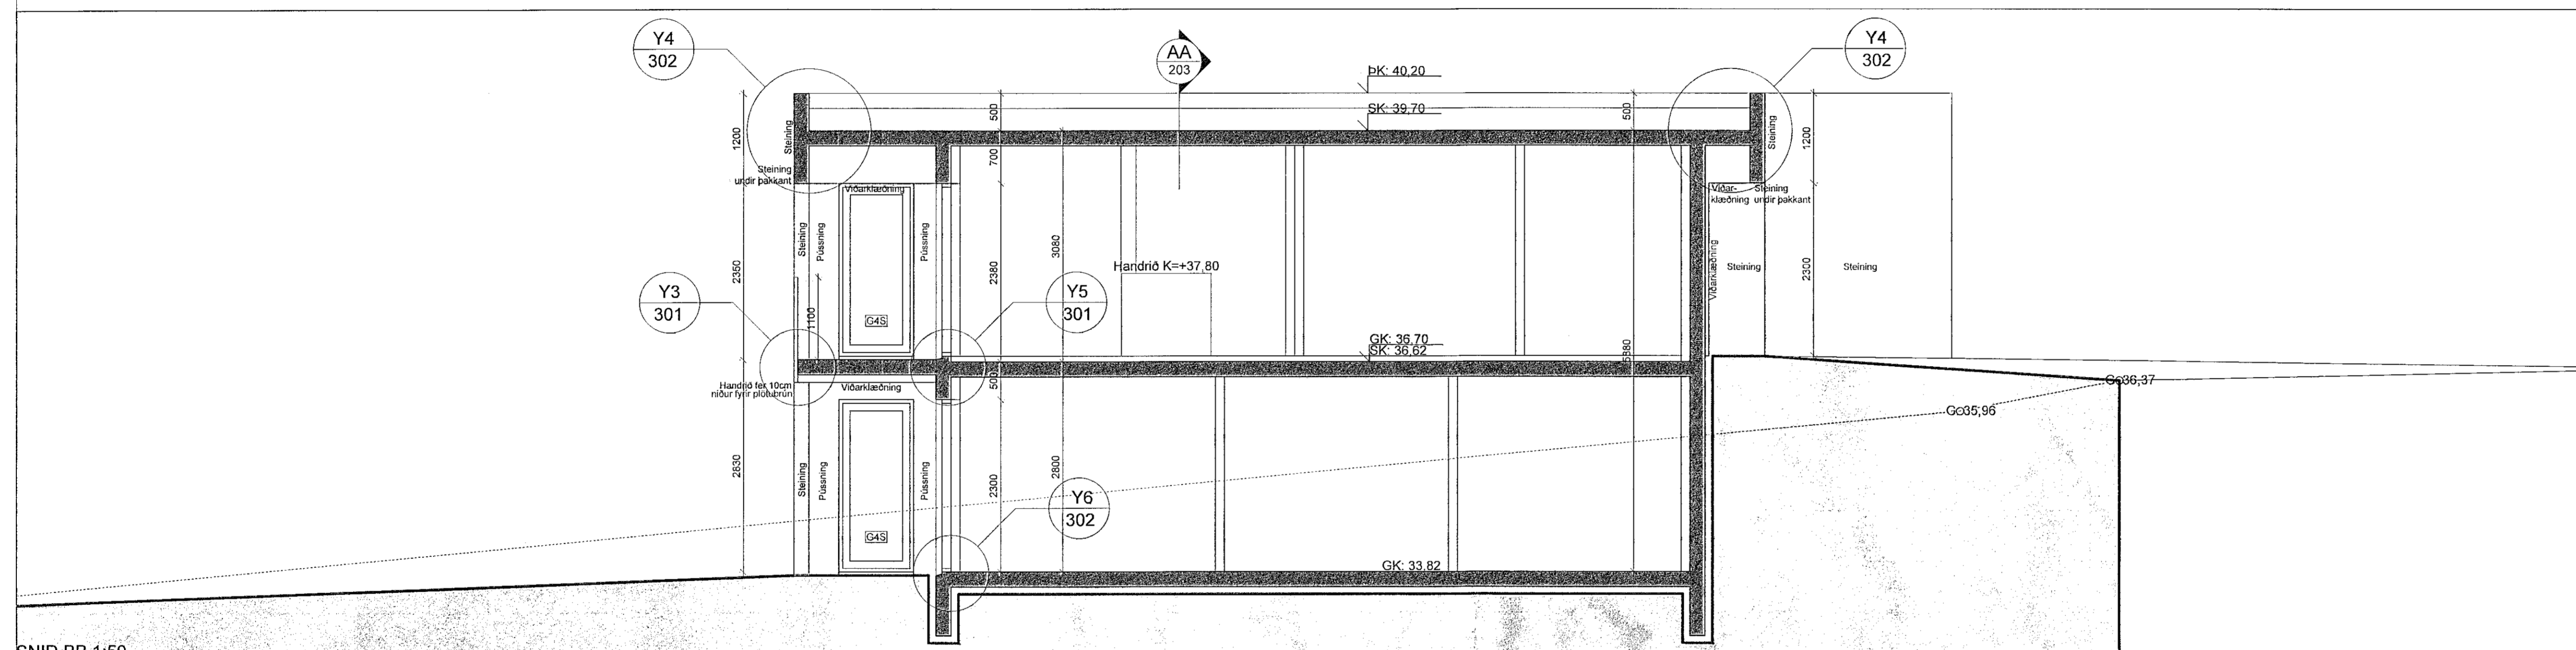 Y4
302
AA
203
Y4
302
ÞK: 40,20
SK: 39,70
1200
Steining
500
500
Steining
1200
700
Steining
undir þakkant
Viðarklæðning
Viðar-
klæðning
Steining
undir þakkant
2350
Steining
Pússning
Pússning
2380
3080
Handrið K=+37,80
Viðarklæðning
Steining
2300
Steining
G4S
1100
Y3
301
Y5
301
GK: 36,70
SK: 36,62
5880
500
Handrið fer 10cm
niður fyrir plötubrún
Viðarklæðning
G 36,37
G 35,96
2830
Steining
Pússning
Pússning
2300
2800
Y6
302
G4S
GK: 33,82